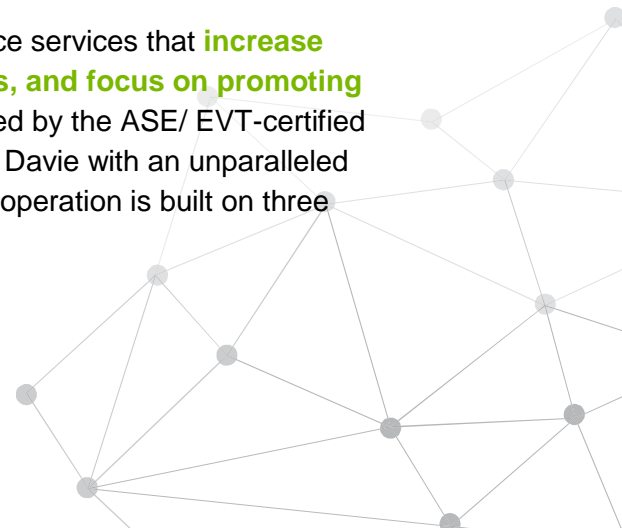 ce services that increase
s, and focus on promoting
ed by the ASE/ EVT-certified
Davie with an unparalleled
operation is built on three